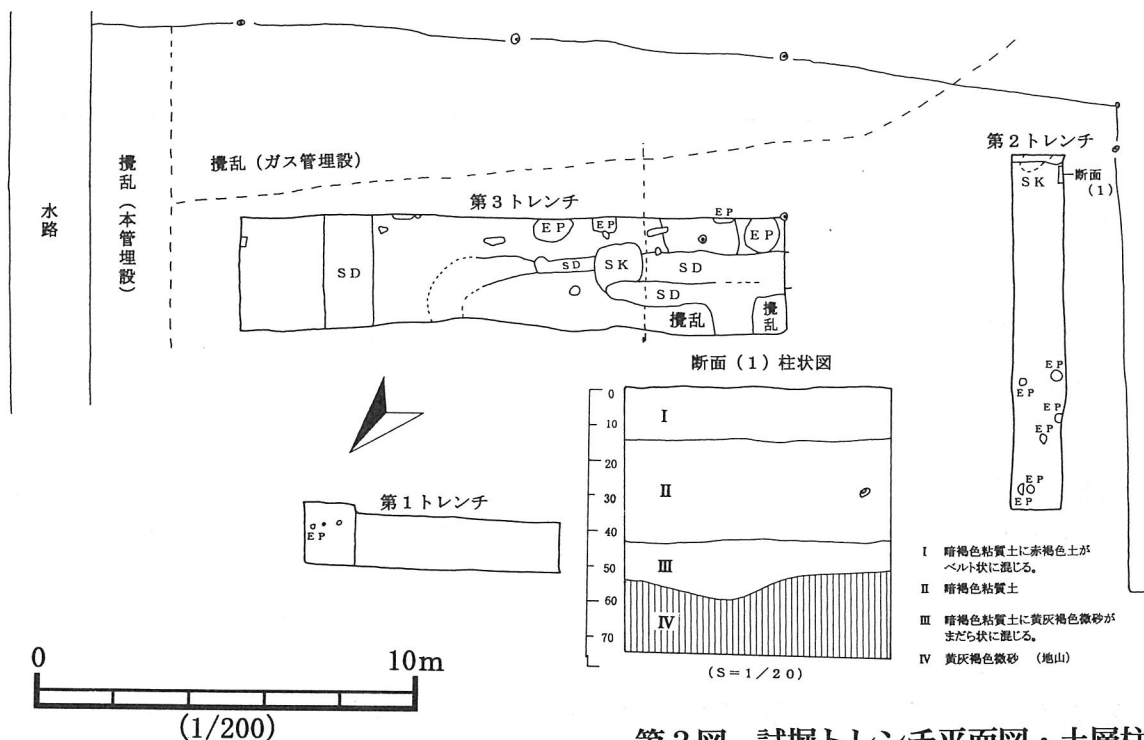 水路
攪乱（本管埋設）
攪乱（ガス管埋設）
第3トレンチ
SD
EP
EP
EP
EP
SD
SK
SD
SD
攪乱
攪乱
第2トレンチ
SK
断面
(1)
EP
EP
EP
EP
EP
EP
第1トレンチ
EP
断面（1）柱状図
0
10
20
30
40
50
60
70
I
II
III
IV
(S=1/20)
I 暗褐色粘質土に赤褐色土が
ベルト状に混じる。
II 暗褐色粘質土
III 暗褐色粘質土に黄灰褐色微砂が
まだら状に混じる。
IV 黄灰褐色微砂 （地山）
0 10m
(1/200)